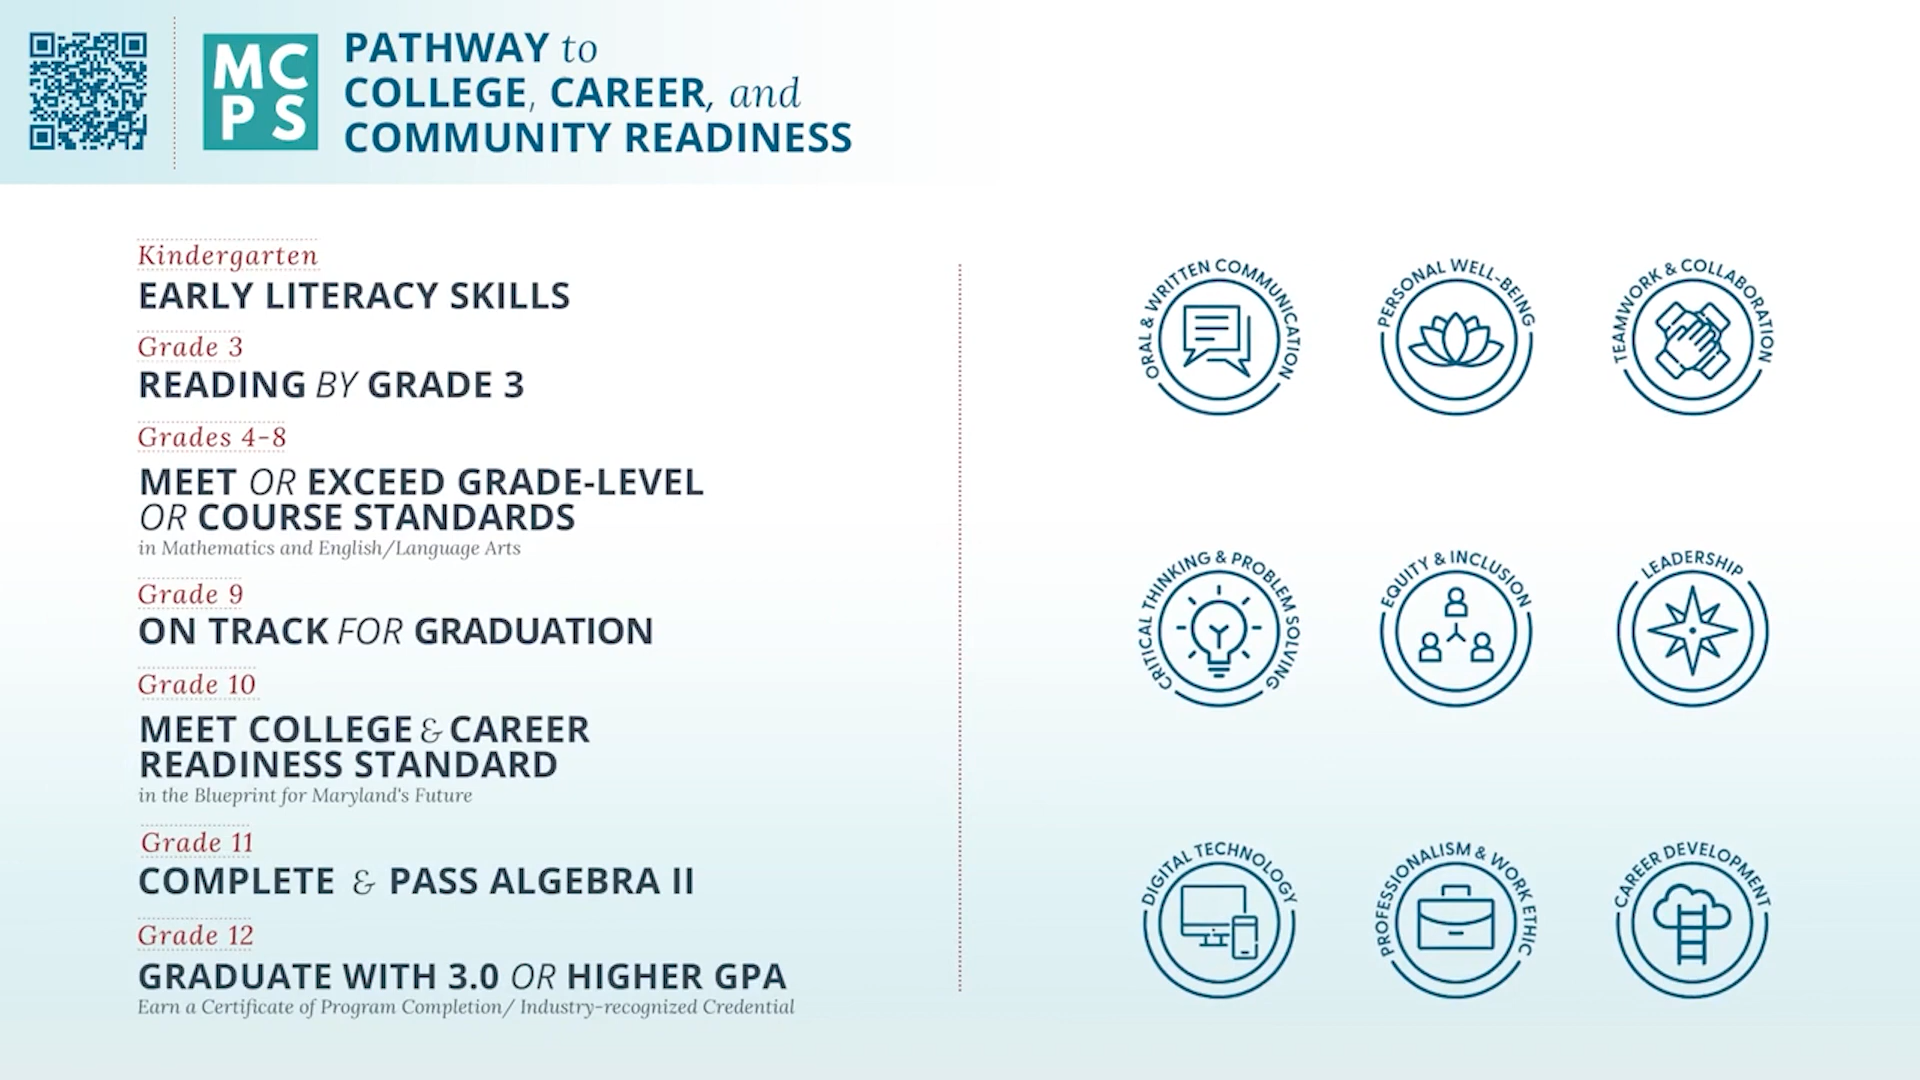 MC
PS
PATHWAY to
COLLEGE, CAREER, and
COMMUNITY READINESS
Kindergarten
EARLY LITERACY SKILLS
Grade 3
READING BY GRADE 3
Grades 4-8
MEET OR EXCEED GRADE-LEVEL
OR COURSE STANDARDS
in Mathematics and English/Language Arts
Grade 9
ON TRACK FOR GRADUATION
Grade 10
MEET COLLEGE & CAREER
READINESS STANDARD
in the Blueprint for Maryland's Future
Grade 11
COMPLETE & PASS ALGEBRA II
Grade 12
GRADUATE WITH 3.0 OR HIGHER GPA
Earn a Certificate of Program Completion/ Industry-recognized Credential
ORAL & WRITTEN COMMUNICATION
PERSONAL WELL-BEING
TEAMWORK & COLLABORATION
CRITICAL THINKING & PROBLEM SOLVING
EQUITY & INCLUSION
LEADERSHIP
DIGITAL TECHNOLOGY
PROFESSIONALISM & WORK ETHIC
CAREER DEVELOPMENT